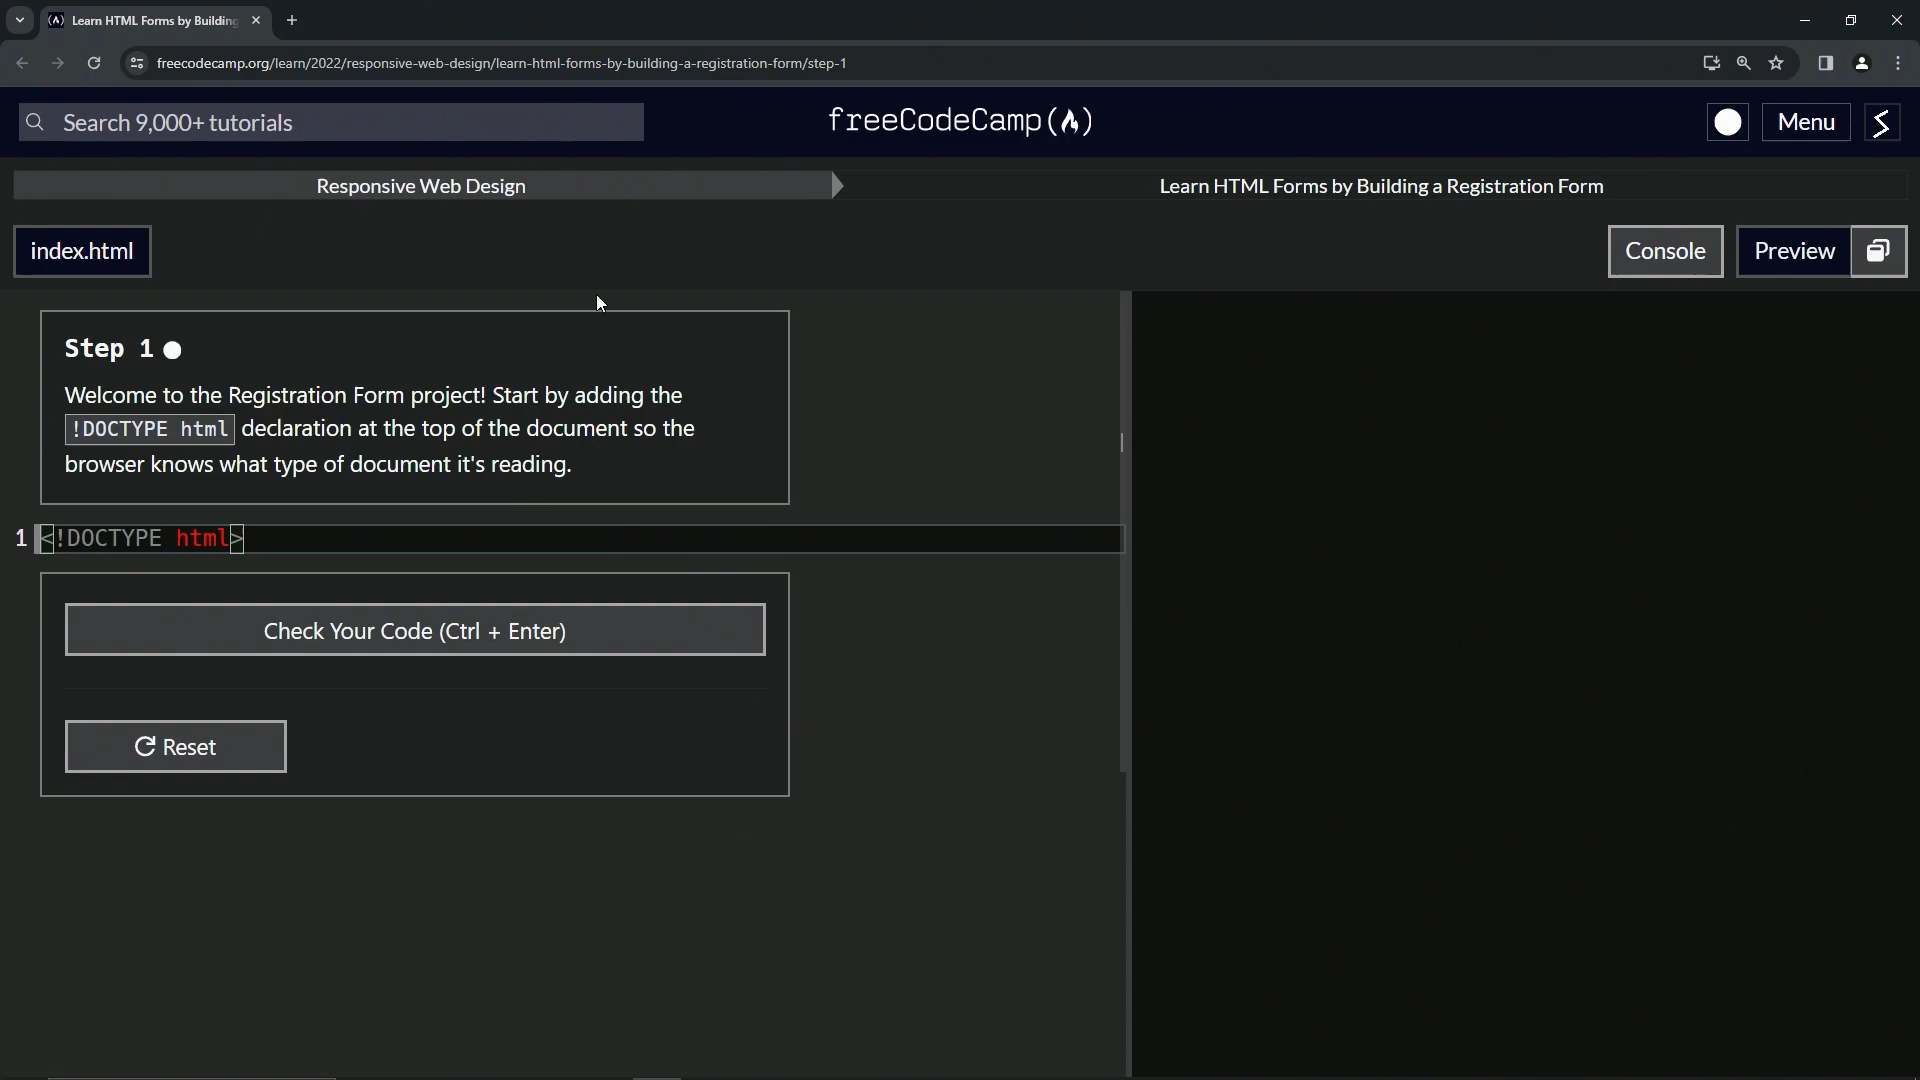 Learn HTML Forms by Building
freecodecamp.org/learn/2022/responsive-web-design/learn-html-forms-by-building-a-registration-form/step-1
Search 9,000+ tutorials
freeCodeCamp
Menu
Responsive Web Design
Learn HTML Forms by Building a Registration Form
index.html
Console
Preview
Step 1
Welcome to the Registration Form project! Start by adding the
!DOCTYPE html declaration at the top of the document so the
browser knows what type of document it's reading.
1 <!DOCTYPE html>
Check Your Code (Ctrl + Enter)
Reset